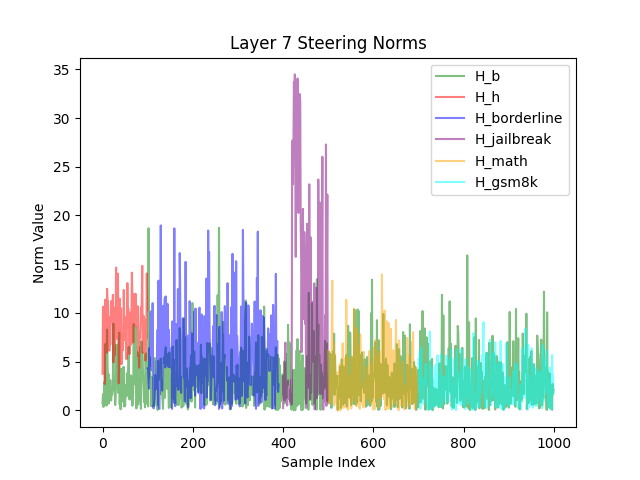 Layer 7 Steering Norms
35
30
25
20
15
10
5
0
Norm Value
H_b
H_h
H_borderline
H_jailbreak
H_math
H_gsm8k
0
200
400
600
800
1000
Sample Index